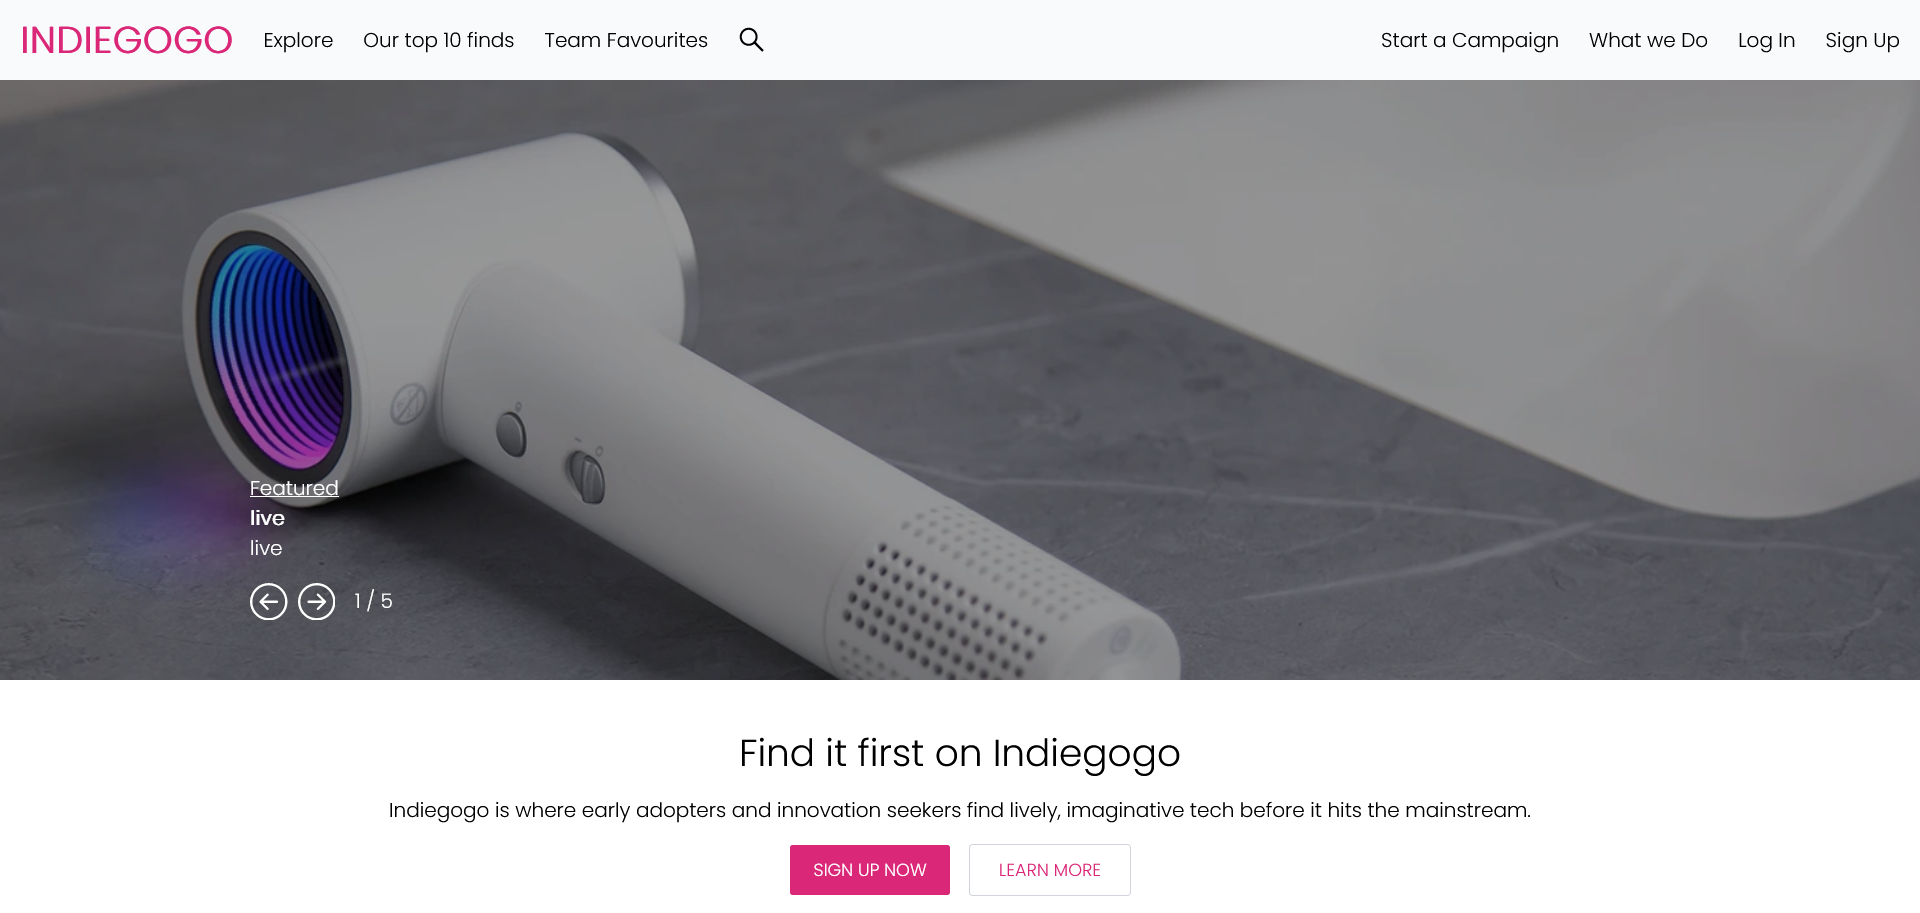 INDIEGOGO
Explore
Our top 10 finds
Team Favourites
Start a Campaign
What we Do
Log In
Sign Up
Featured
live
live
1 / 5
Find it first on Indiegogo
Indiegogo is where early adopters and innovation seekers find lively, imaginative tech before it hits the mainstream.
SIGN UP NOW
LEARN MORE